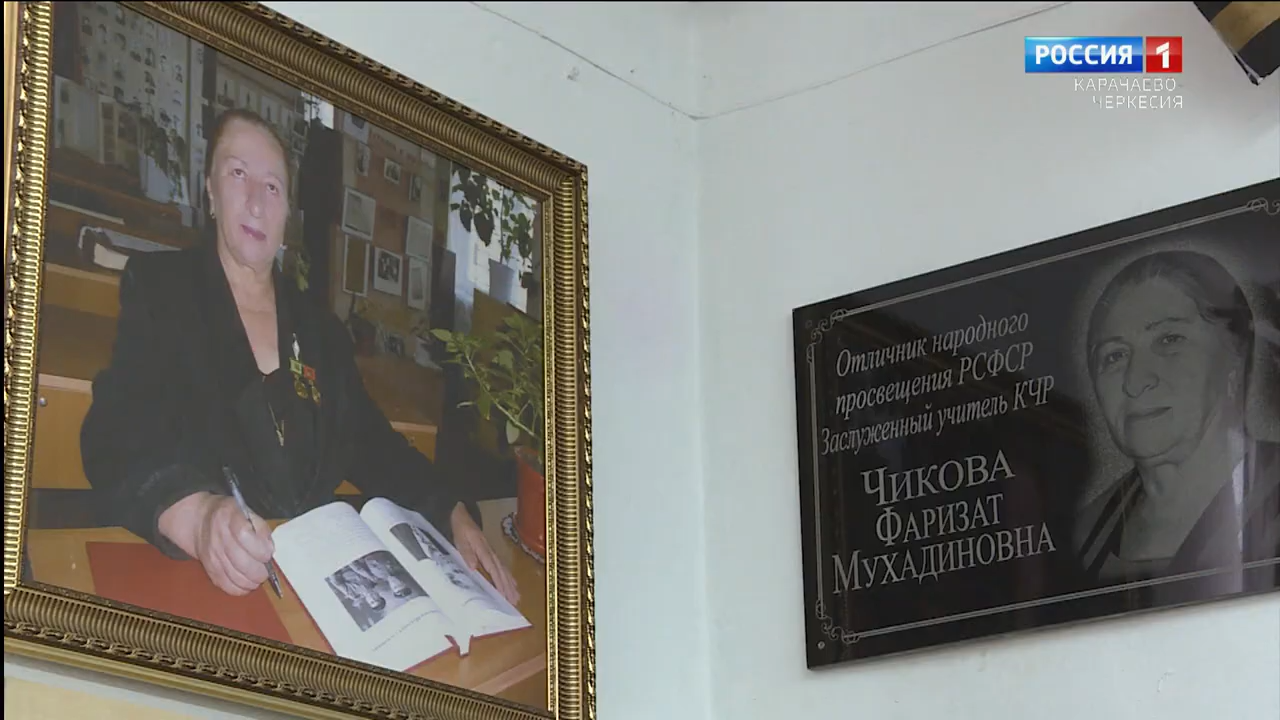 РОССИЯ 1
КАРАЧАЕВО
ЧЕРКЕСИЯ
Отличник народного
просвещения РСФСР
Заслуженный учитель КЧР
ЧИКОВА
ФАРИЗАТ
МУХАДИНОВНА